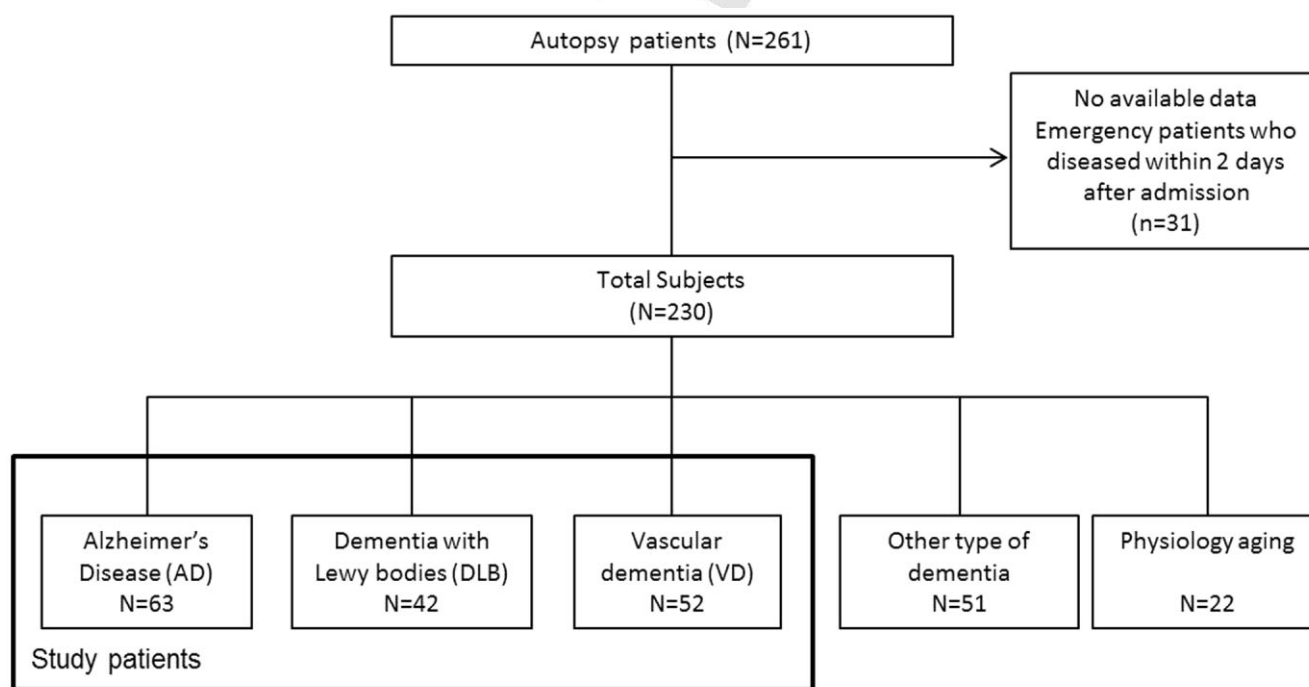 Autopsy patients (N=261)
No available data
Emergency patients who
diseased within 2 days
after admission
(n=31)
Total Subjects
(N=230)
Alzheimer's
Disease (AD)
N=63
Dementia with
Lewy bodies (DLB)
N=42
Vascular
dementia (VD)
N=52
Other type of
dementia
N=51
Physiology aging
N=22
Study patients